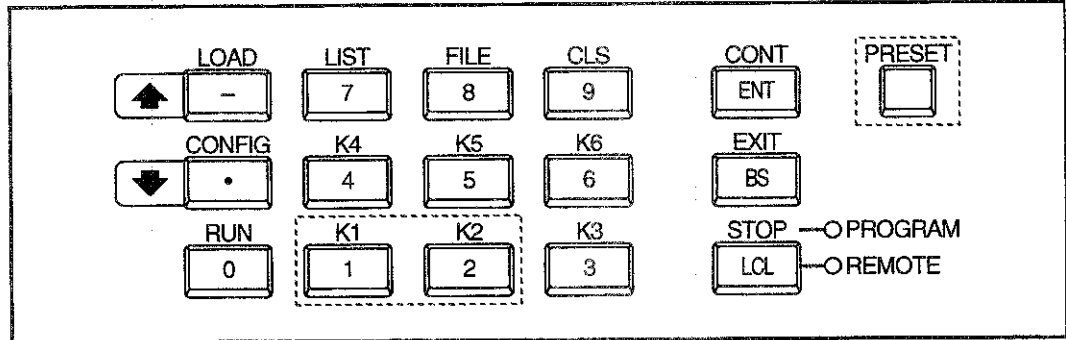 LOAD LIST FILE CLS CONT PRESET
– 7 8 9 ENT
CONFIG K4 K5 K6 EXIT
• 4 5 6 BS
RUN K1 K2 K3 STOP PROGRAM
0 1 2 3 LCL REMOTE